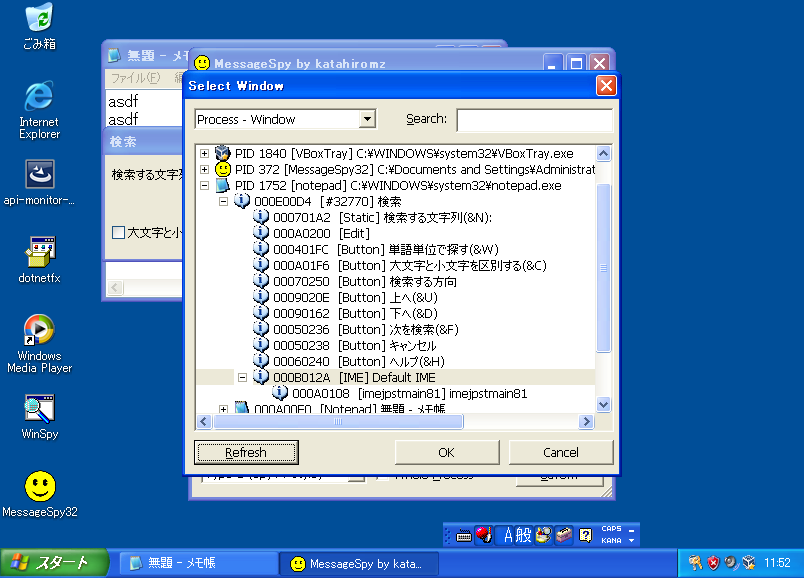 ごみ箱
Internet
Explorer
api-monitor-...
dotnetfx
Windows
Media Player
WinSpy
MessageSpy32
無題 - メモ
ファイル(F)
asdf
asdf
検索
検索する文字列
大文字と小
MessageSpy by katahiromz
Select Window
Process - Window
Search:
PID 1840 [VBoxTray] C:¥WINDOWS¥system32¥VBoxTray.exe
PID 372 [MessageSpy32] C:¥Documents and Settings¥Administrat
PID 1752 [notepad] C:¥WINDOWS¥system32¥notepad.exe
000E00D4 [#32770] 検索
000701A2 [Static] 検索する文字列(&N):
000A0200 [Edit]
000401FC [Button] 単語単位で探す(&W)
000A01F6 [Button] 大文字と小文字を区別する(&C)
00070250 [Button] 検索する方向
0009020E [Button] 上へ(&U)
00090162 [Button] 下へ(&D)
00050236 [Button] 次を検索(&F)
00050238 [Button] キャンセル
00060240 [Button] ヘルプ(&H)
000B012A [IME] Default IME
000A0108 [imejpstmain81] imejpstmain81
000A00E0 [Notepad] 無題 - メモ帳
Refresh
OK
Cancel
A 般
CAPS
KANA
スタート
無題 - メモ帳
MessageSpy by kata...
11:52